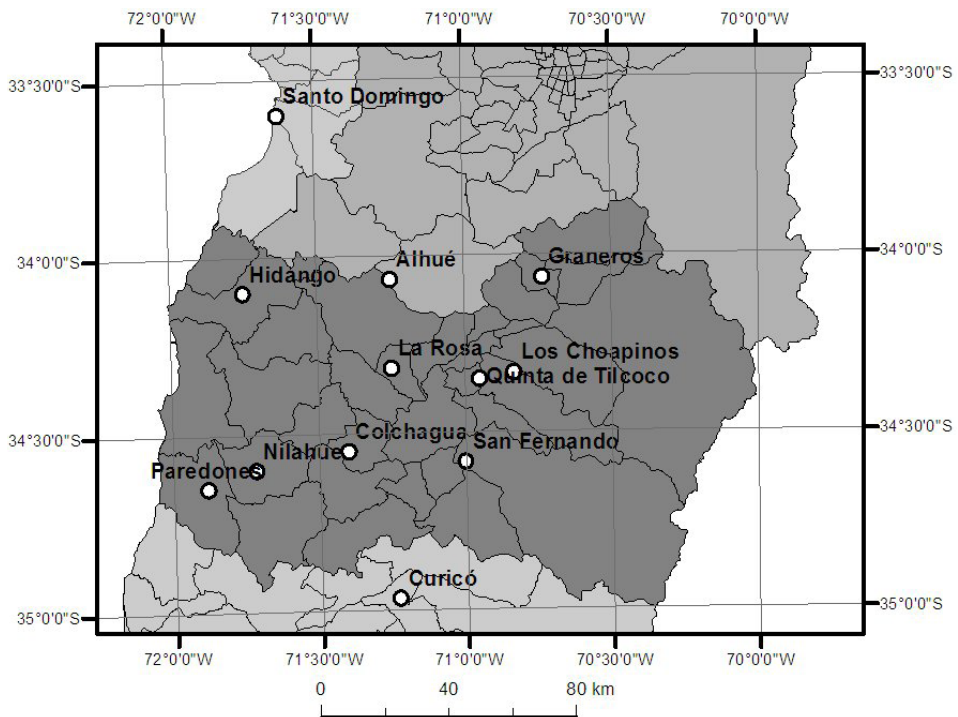 72°0'0"W 71°30'0"W 71°0'0"W 70°30'0"W 70°0'0"W
33°30'0"S 33°30'0"S
Santo Domingo
34°0'0"S 34°0'0"S
Alhué
Graneros
Hidango
La Rosa
Los Choapinos
Quinta de Tilcoco
34°30'0"S 34°30'0"S
Colchagua
San Fernando
Nilahue
Paredones
Curicó
35°0'0"S 35°0'0"S
72°0'0"W 71°30'0"W 71°0'0"W 70°30'0"W 70°0'0"W
0 40 80 km